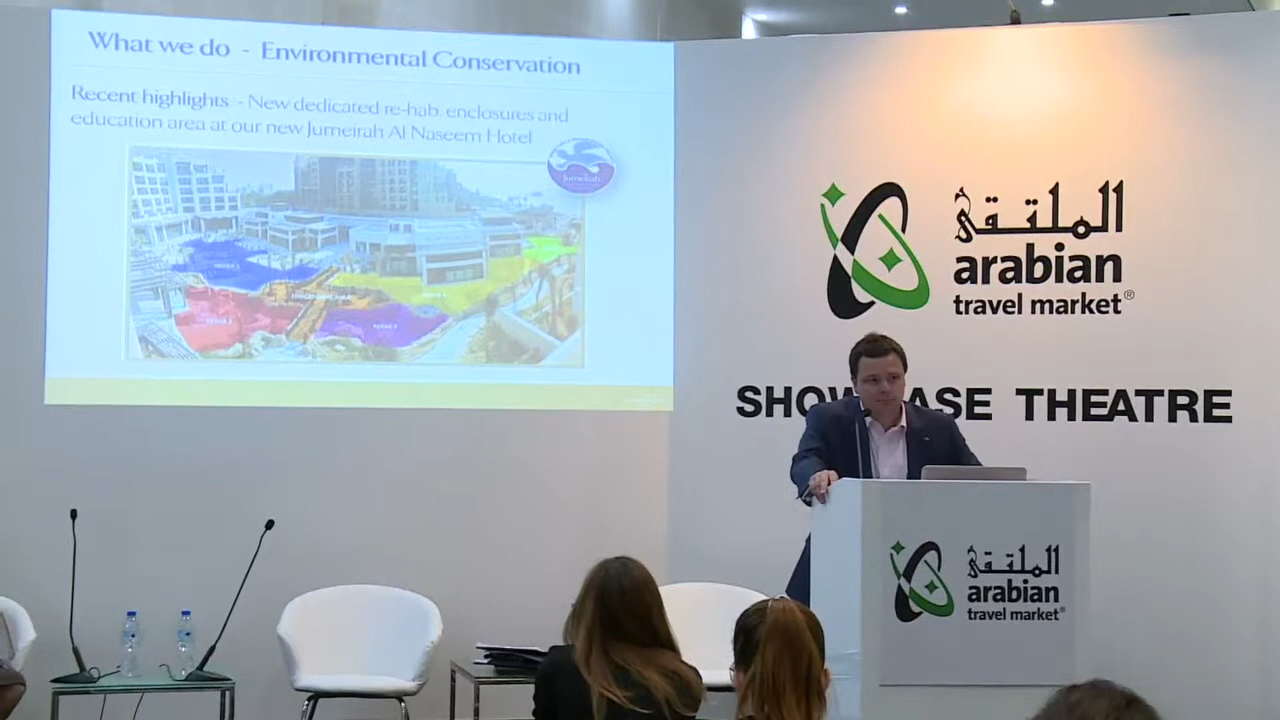 What we do - Environmental Conservation
Recent highlights - New dedicated re-hab. enclosures and
education area at our new Jumeirah Al Naseem Hotel
Jumeirah
الملتقى
arabian
travel market®
SHOWCASE THEATRE
الملتقى
arabian
travel market®